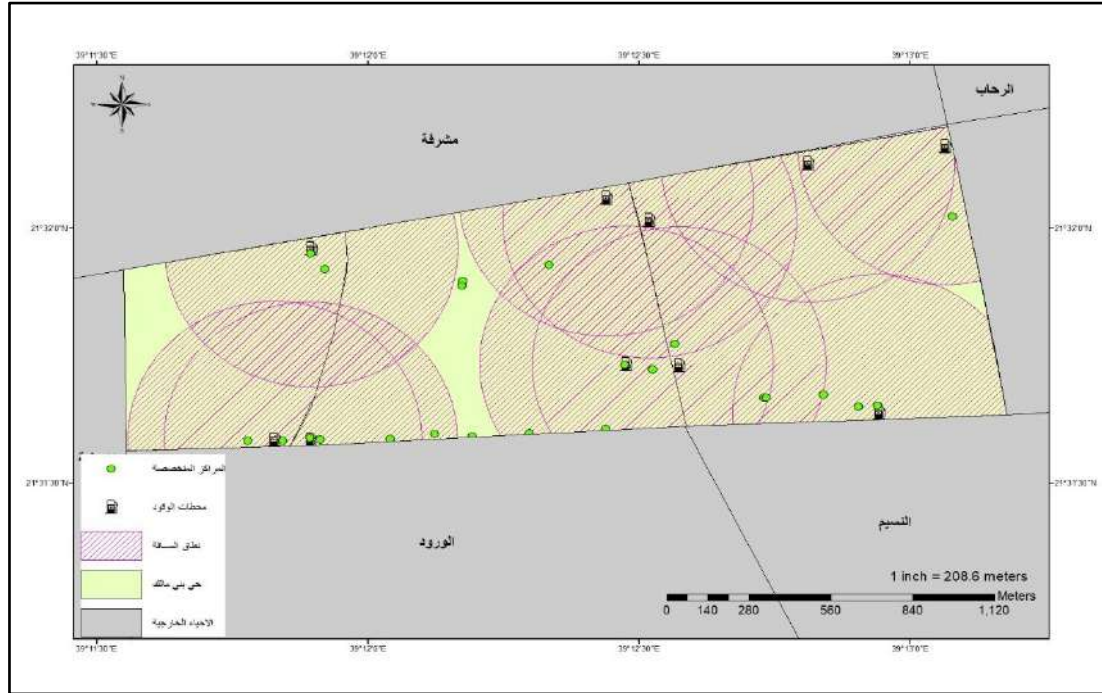 39°11'30"E
39°12'0"E
39°12'30"E
39°13'0"E
N
الرحاب
مشرفة
21°32'0"N
21°32'0"N
21°31'30"N
21°31'30"N
المراكز المتخصصة
محطات الوقود
نطاق المسافة
حي بني مالك
الاحياء الخارجية
الورود
النسيم
1 inch = 208.6 meters
Meters
0 140 280 560 840 1,120
39°11'30"E
39°12'0"E
39°12'30"E
39°13'0"E